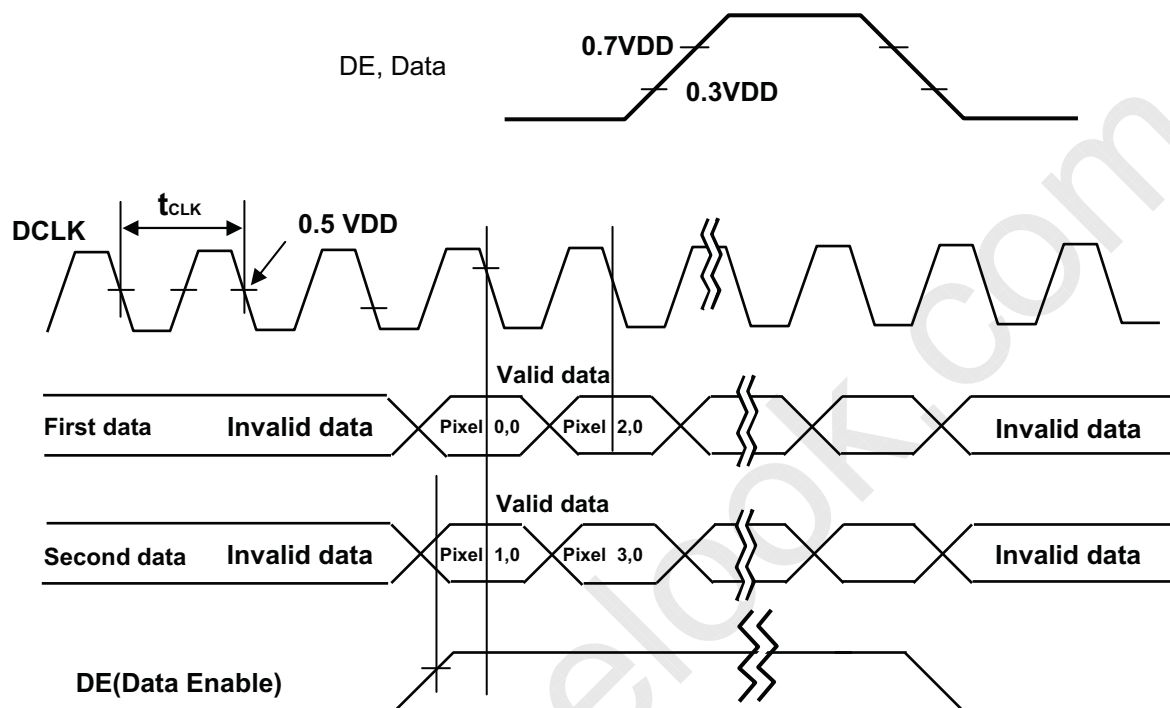 0.7VDD
DE, Data
0.3VDD
tCLK
0.5 VDD
DCLK
Valid data
First data
Invalid data
Pixel 0,0
Pixel 2,0
Invalid data
Valid data
Second data
Invalid data
Pixel 1,0
Pixel 3,0
Invalid data
DE(Data Enable)
elook.com